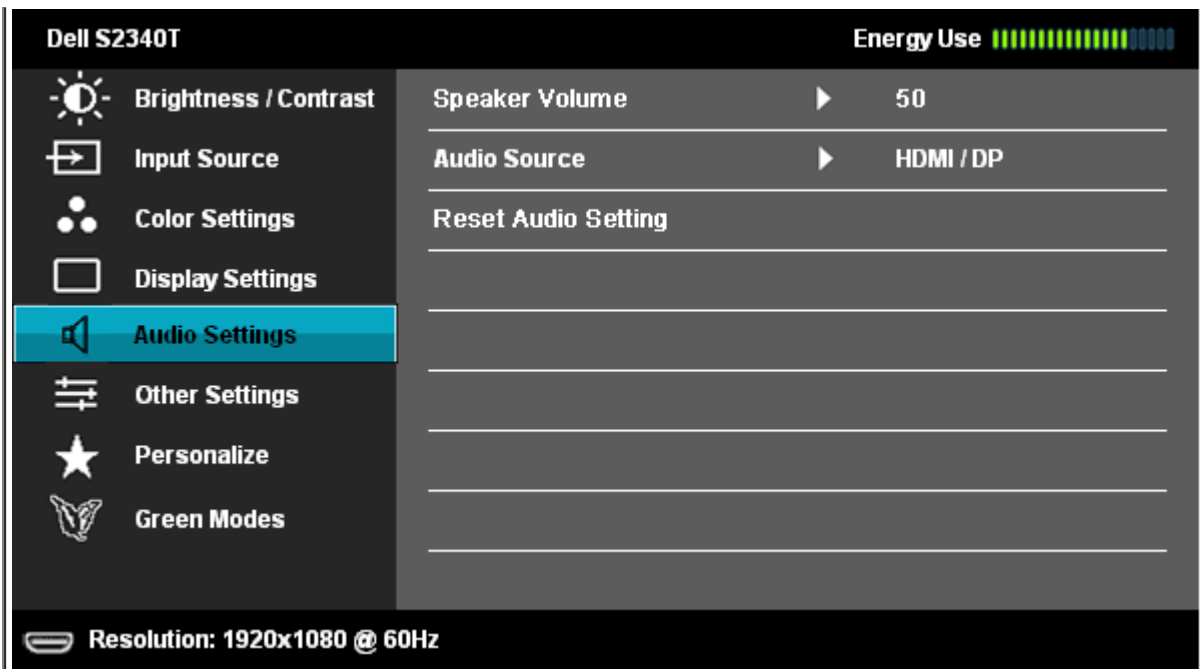 Dell S2340T Energy Use
Brightness / Contrast Speaker Volume 50
Input Source Audio Source HDMI / DP
Color Settings Reset Audio Setting
Display Settings
Audio Settings
Other Settings
Personalize
Green Modes
Resolution: 1920x1080 @ 60Hz